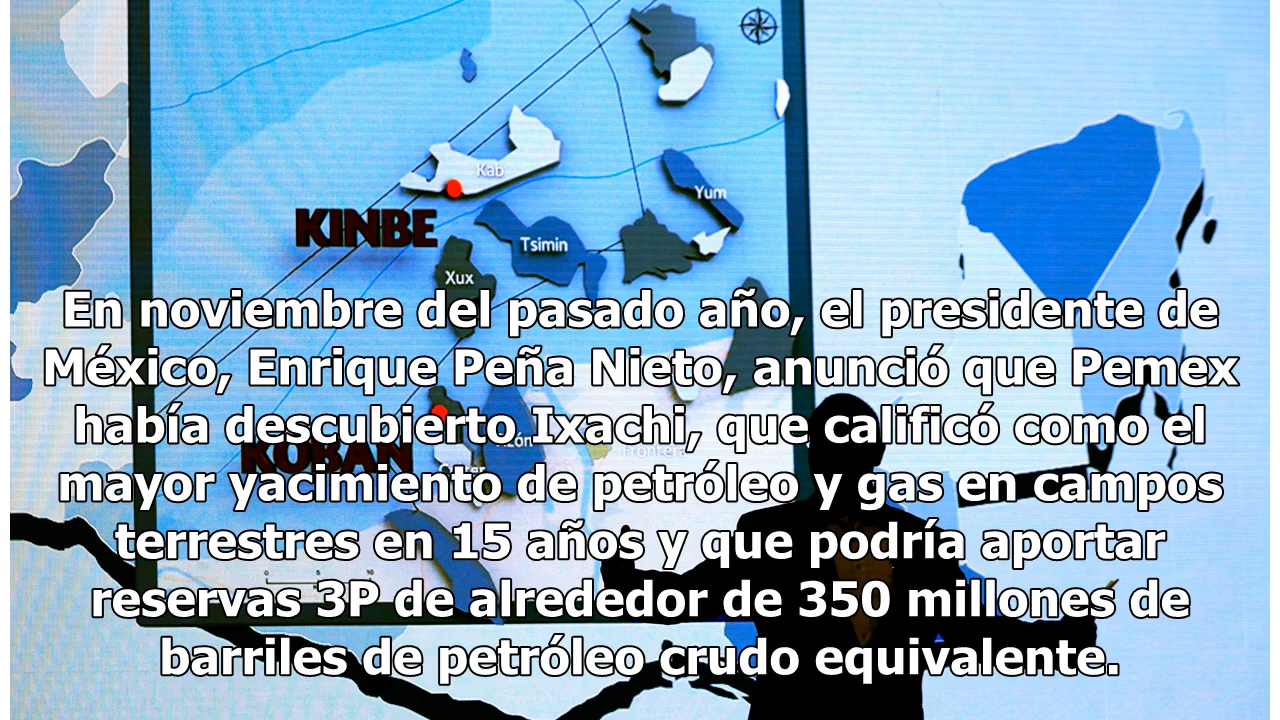 Kab
Yum
KINBE
Tsimin
Xux
En noviembre del pasado año, el presidente de
México, Enrique Peña Nieto, anunció que Pemex
había descubierto Ixachi, que calificó como el
KOBAN
mayor yacimiento de petróleo y gas en campos
terrestres en 15 años y que podría aportar
reservas 3P de alrededor de 350 millones de
barriles de petróleo crudo equivalente.